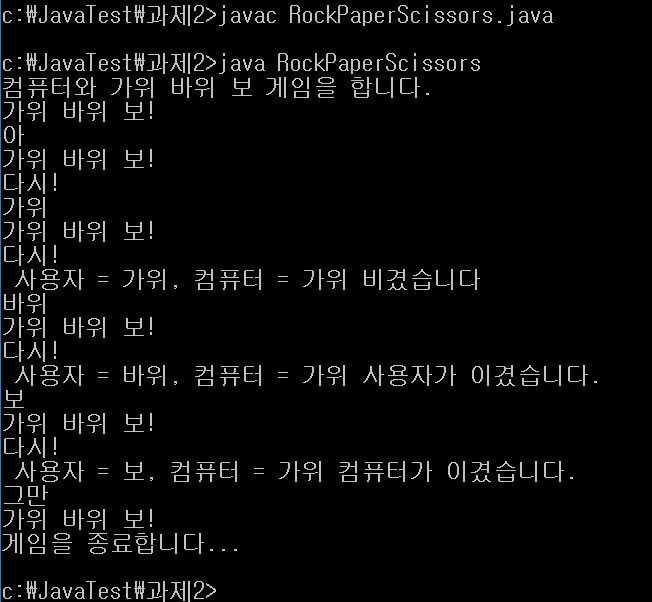 c:₩JavaTest₩과제2>javac RockPaperScissors.java
c:₩JavaTest₩과제2>java RockPaperScissors
컴퓨터와 가위 바위 보 게임을 합니다.
가위 바위 보!
아
가위 바위 보!
다시!
가위
가위 바위 보!
다시!
사용자 = 가위, 컴퓨터 = 가위 비겼습니다
바위
가위 바위 보!
다시!
사용자 = 바위, 컴퓨터 = 가위 사용자가 이겼습니다.
보
가위 바위 보!
다시!
사용자 = 보, 컴퓨터 = 가위 컴퓨터가 이겼습니다.
그만
가위 바위 보!
게임을 종료합니다...
c:₩JavaTest₩과제2>